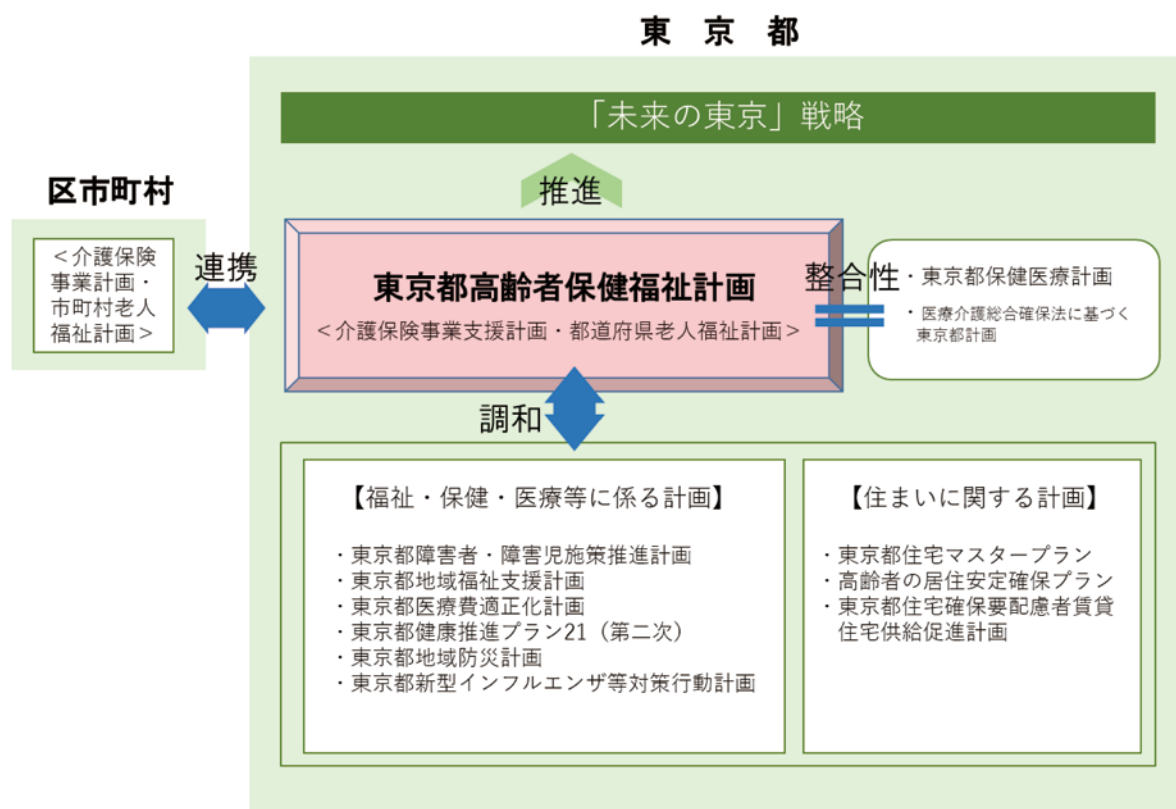 東 京 都
「未来の東京」戦略
推進
区市町村
＜介護保険
事業計画・
市町村老人
福祉計画＞
連携
東京都高齢者保健福祉計画
＜介護保険事業支援計画・都道府県老人福祉計画＞
整合性
・東京都保健医療計画
・医療介護総合確保法に基づく
東京都計画
調和
【福祉・保健・医療等に係る計画】
・東京都障害者・障害児施策推進計画
・東京都地域福祉支援計画
・東京都医療費適正化計画
・東京都健康推進プラン21（第二次）
・東京都地域防災計画
・東京都新型インフルエンザ等対策行動計画
【住まいに関する計画】
・東京都住宅マスタープラン
・高齢者の居住安定確保プラン
・東京都住宅確保要配慮者賃貸
住宅供給促進計画